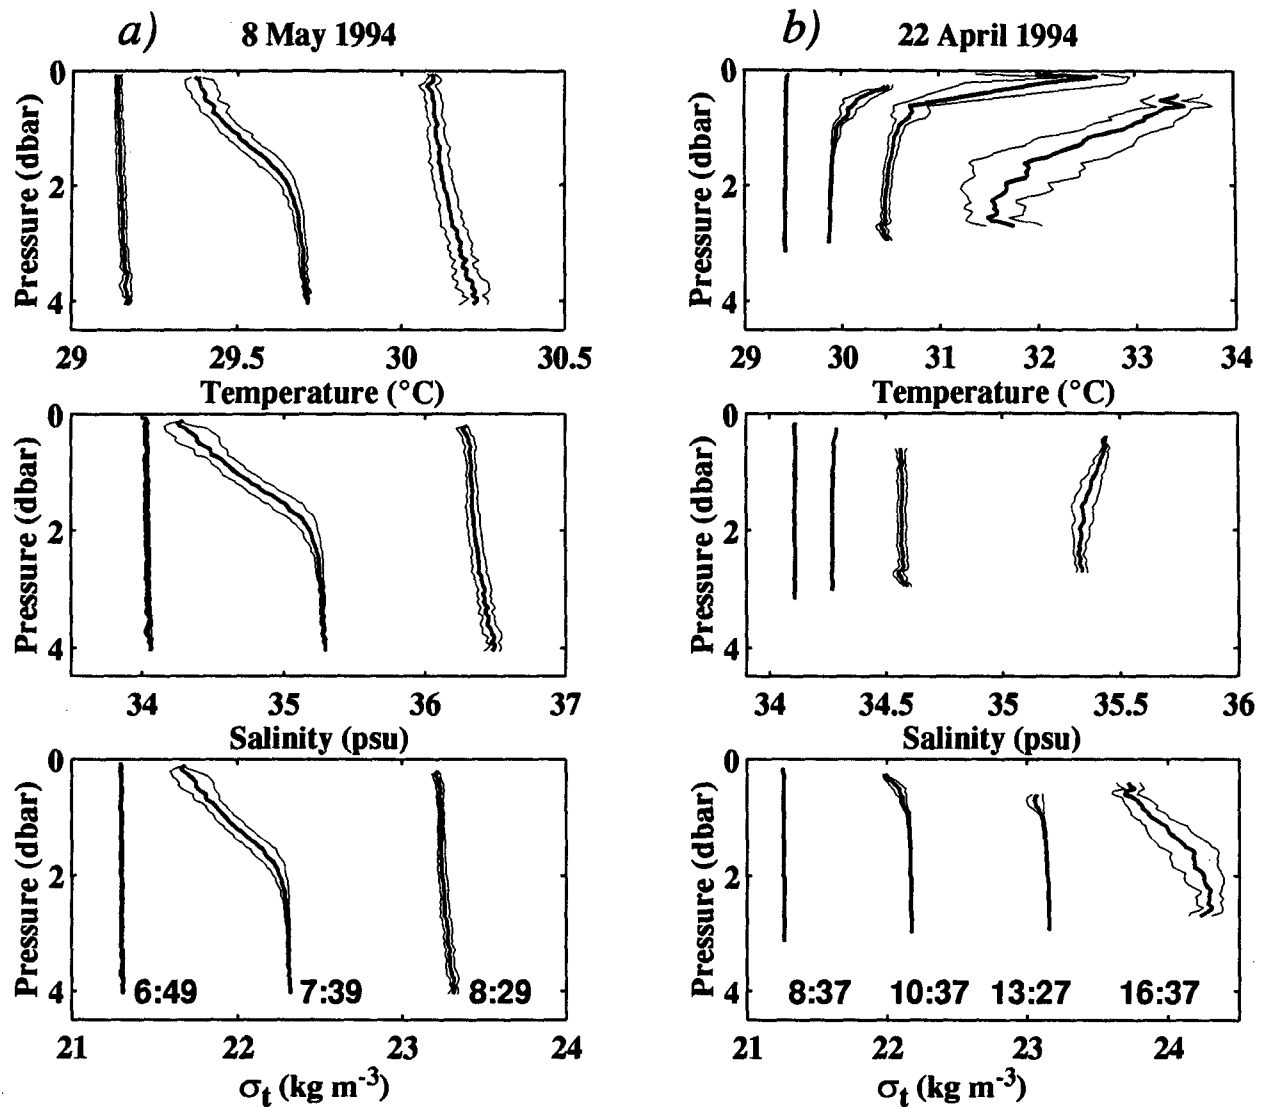 a) 8 May 1994
b) 22 April 1994
Pressure (dbar)
0
2
4
29 29.5 30 30.5
Temperature (°C)
Pressure (dbar)
0
2
4
29 30 31 32 33 34
Temperature (°C)
Pressure (dbar)
0
2
4
34 35 36 37
Salinity (psu)
Pressure (dbar)
0
2
4
34 34.5 35 35.5 36
Salinity (psu)
Pressure (dbar)
0
2
4
6:49 7:39 8:29
21 22 23 24
σt (kg m-3)
Pressure (dbar)
0
2
4
8:37 10:37 13:27 16:37
21 22 23 24
σt (kg m-3)